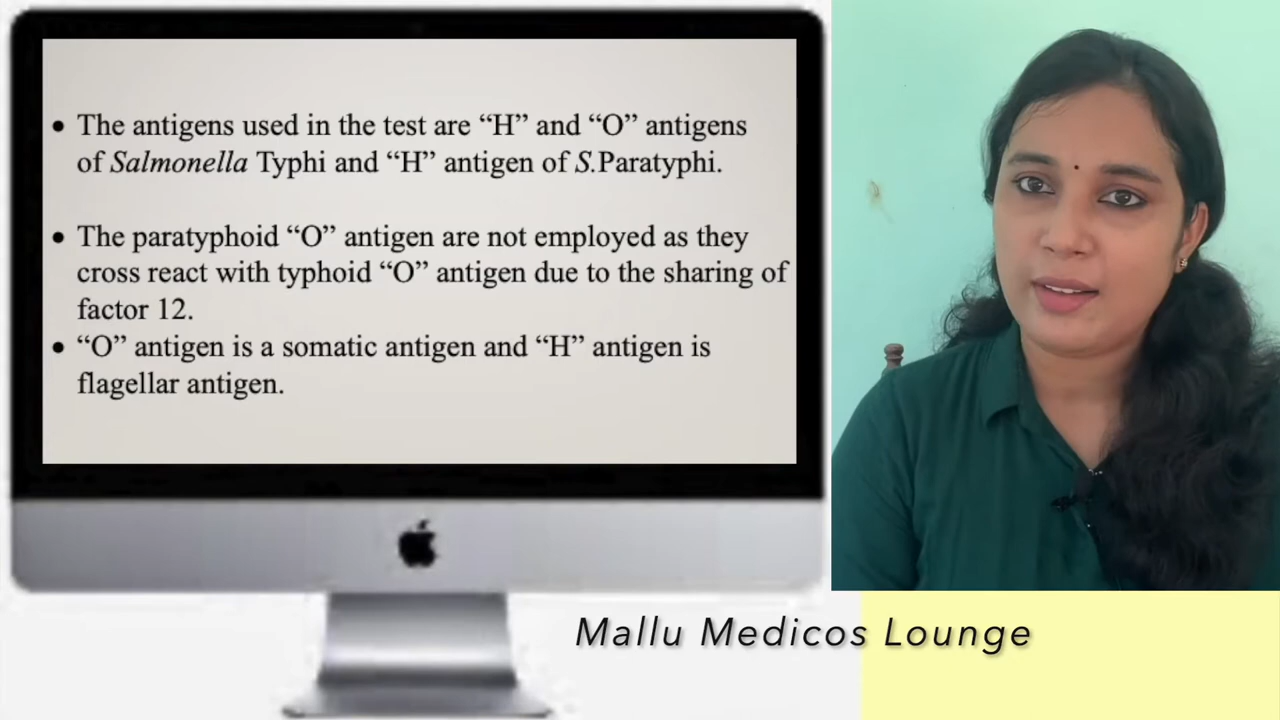 • The antigens used in the test are “H” and “O” antigens
of Salmonella Typhi and “H” antigen of S.Paratyphi.
• The paratyphoid “O” antigen are not employed as they
cross react with typhoid “O” antigen due to the sharing of
factor 12.
• “O” antigen is a somatic antigen and “H” antigen is
flagellar antigen.
Mallu Medicos Lounge